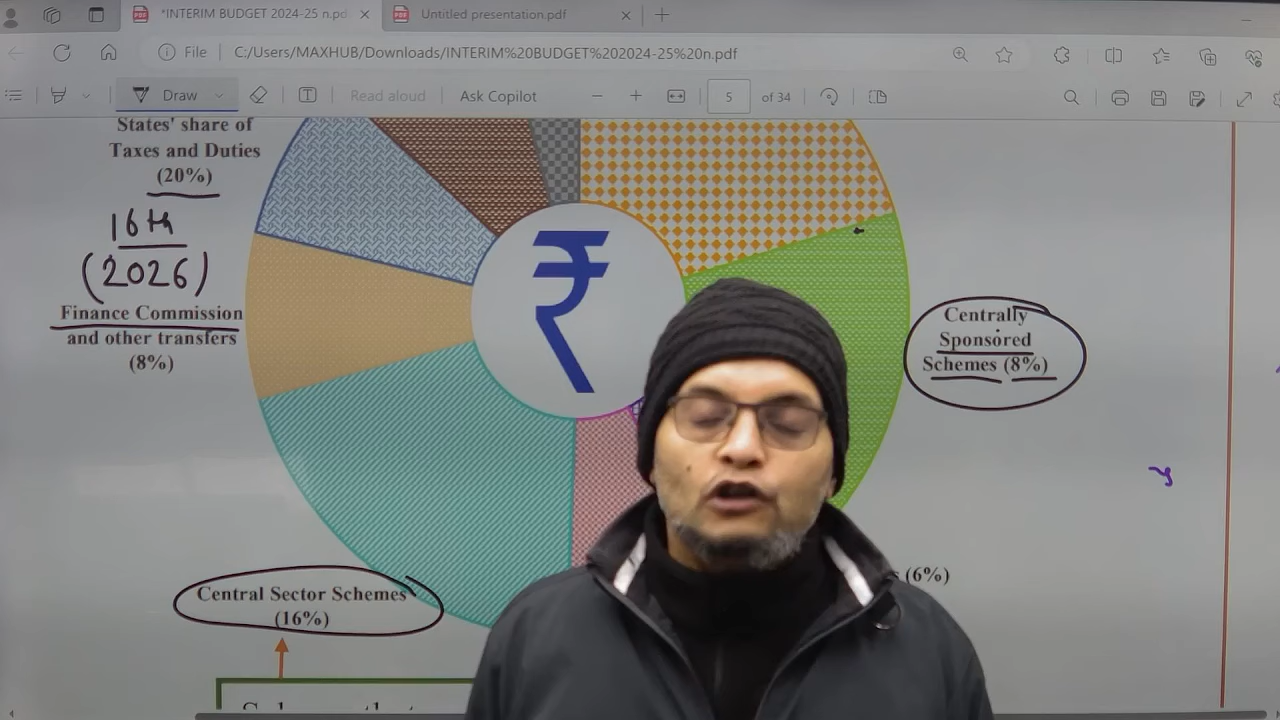 *INTERIM BUDGET 2024-25 n.pd
Untitled presentation.pdf
File
C:/Users/MAXHUB/Downloads/INTERIM%20BUDGET%202024-25%20n.pdf
Draw
Read aloud
Ask Copilot
5
of 34
States' share of
Taxes and Duties
(20%)
16th
(2026)
Finance Commission
and other transfers
(8%)
₹
Centrally
Sponsored
Schemes (8%)
(6%)
Central Sector Schemes
(16%)